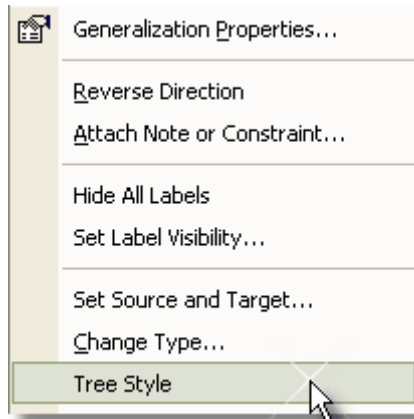 Generalization Properties...
Reverse Direction
Attach Note or Constraint...
Hide All Labels
Set Label Visibility...
Set Source and Target...
Change Type...
Tree Style